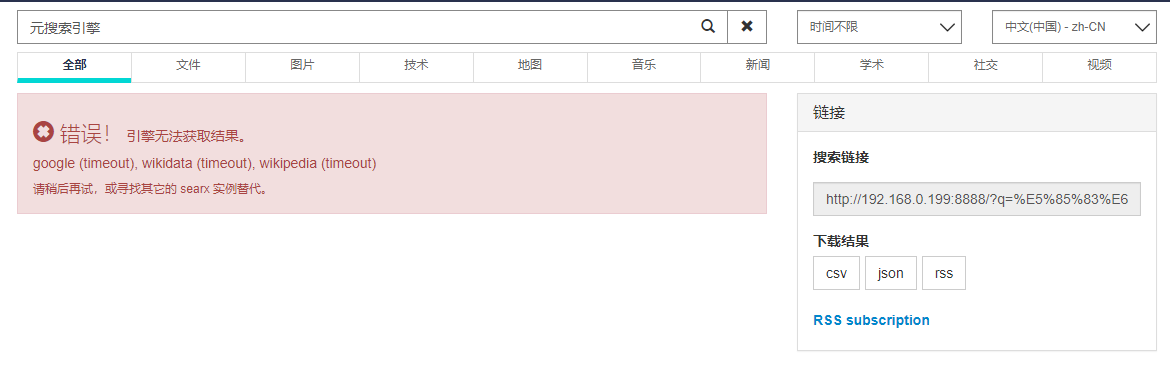 元搜索引擎
时间不限
中文(中国) - zh-CN
全部 文件 图片 技术 地图 音乐 新闻 学术 社交 视频
错误！ 引擎无法获取结果。
google (timeout), wikidata (timeout), wikipedia (timeout)
请稍后再试，或寻找其它的 searx 实例替代。
链接
搜索链接
http://192.168.0.199:8888/?q=%E5%85%83%E6
下载结果
csv json rss
RSS subscription